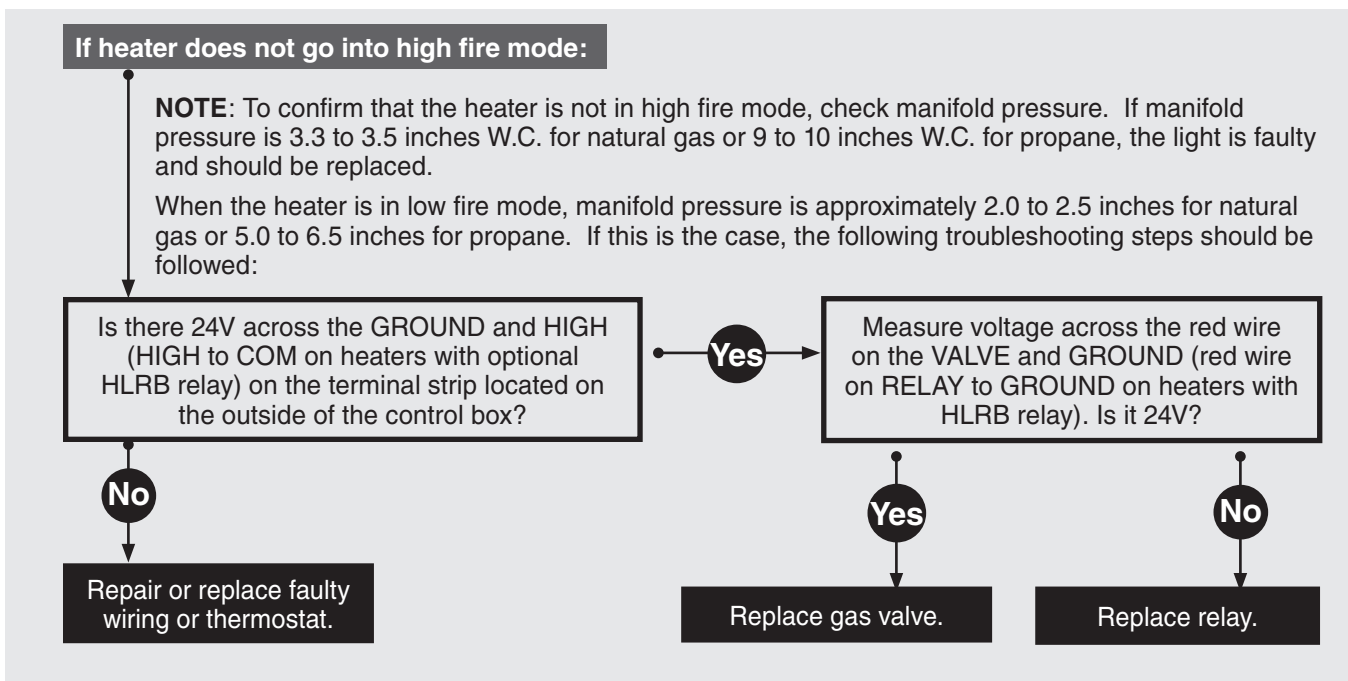 If heater does not go into high fire mode:
NOTE: To confirm that the heater is not in high fire mode, check manifold pressure. If manifold
pressure is 3.3 to 3.5 inches W.C. for natural gas or 9 to 10 inches W.C. for propane, the light is faulty
and should be replaced.
When the heater is in low fire mode, manifold pressure is approximately 2.0 to 2.5 inches for natural
gas or 5.0 to 6.5 inches for propane. If this is the case, the following troubleshooting steps should be
followed:
Is there 24V across the GROUND and HIGH
(HIGH to COM on heaters with optional
HLRB relay) on the terminal strip located on
the outside of the control box?
Yes
Measure voltage across the red wire
on the VALVE and GROUND (red wire
on RELAY to GROUND on heaters with
HLRB relay). Is it 24V?
No
Repair or replace faulty
wiring or thermostat.
Yes
Replace gas valve.
No
Replace relay.